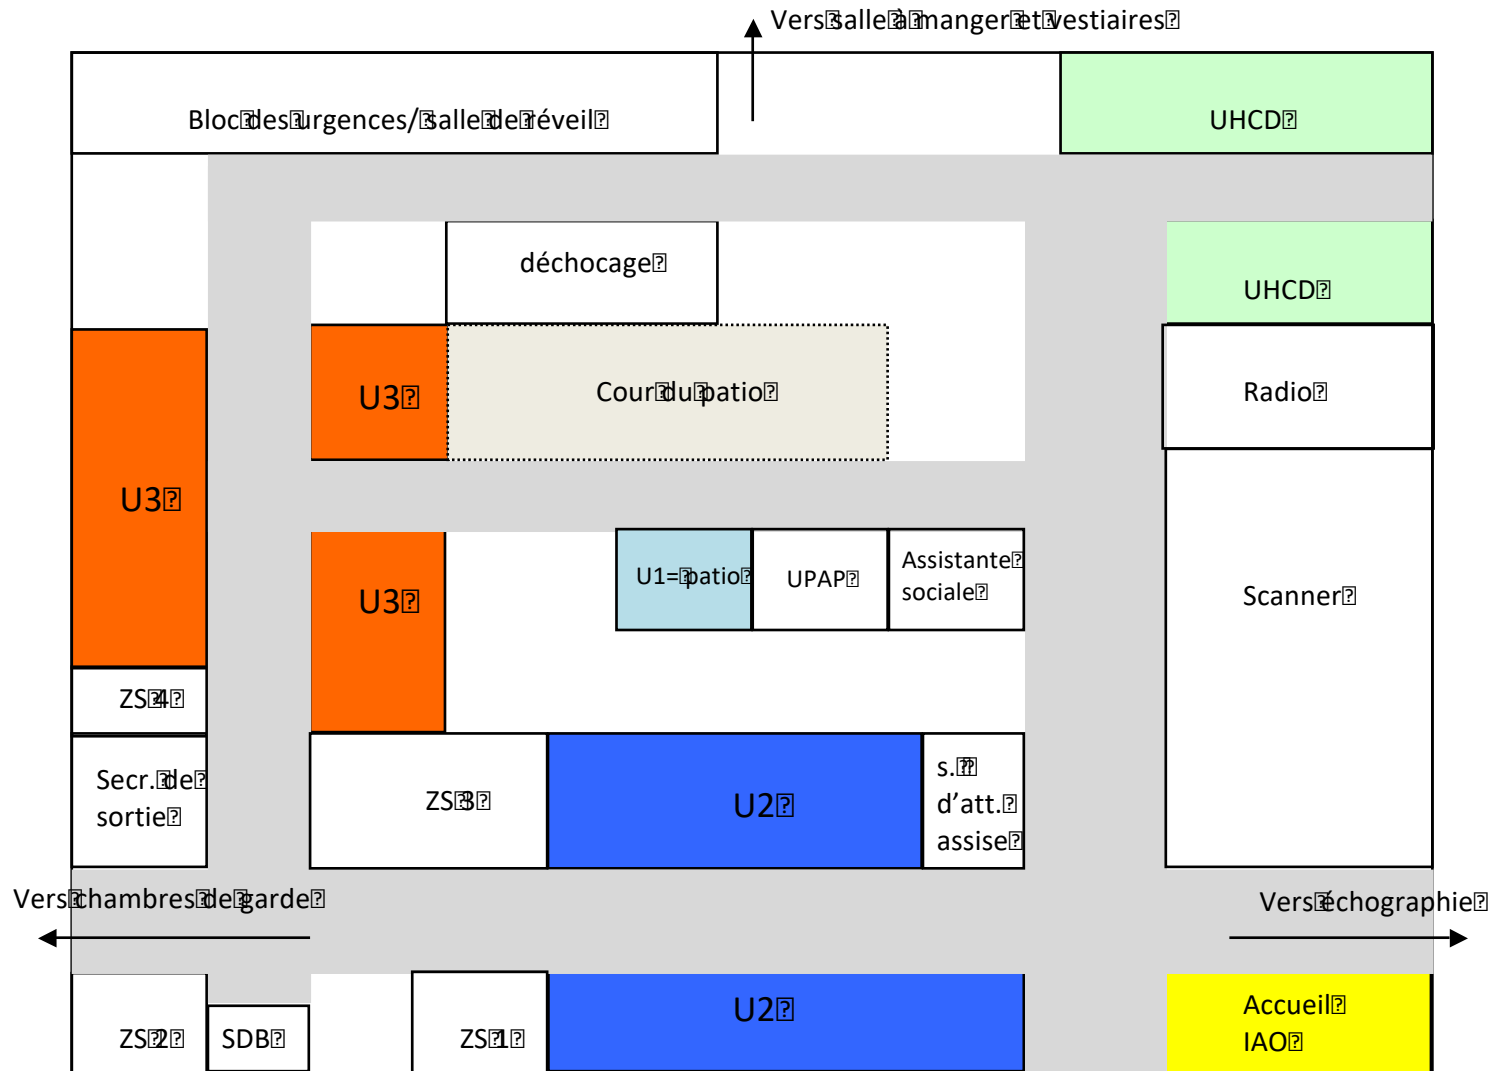 Vers salle à manger et vestiaires
Bloc des urgences/ salle de réveil
UHCD
déchocage
UHCD
U3
Cour du patio
Radio
U3
U3
U1= patio
UPAP
Assistante
sociale
Scanner
ZS 4
Secr. de
sortie
ZS 3
U2
s.
d’att.
assise
Vers chambres de garde
Vers échographie
ZS 2
SDB
ZS 1
U2
Accueil
IAO